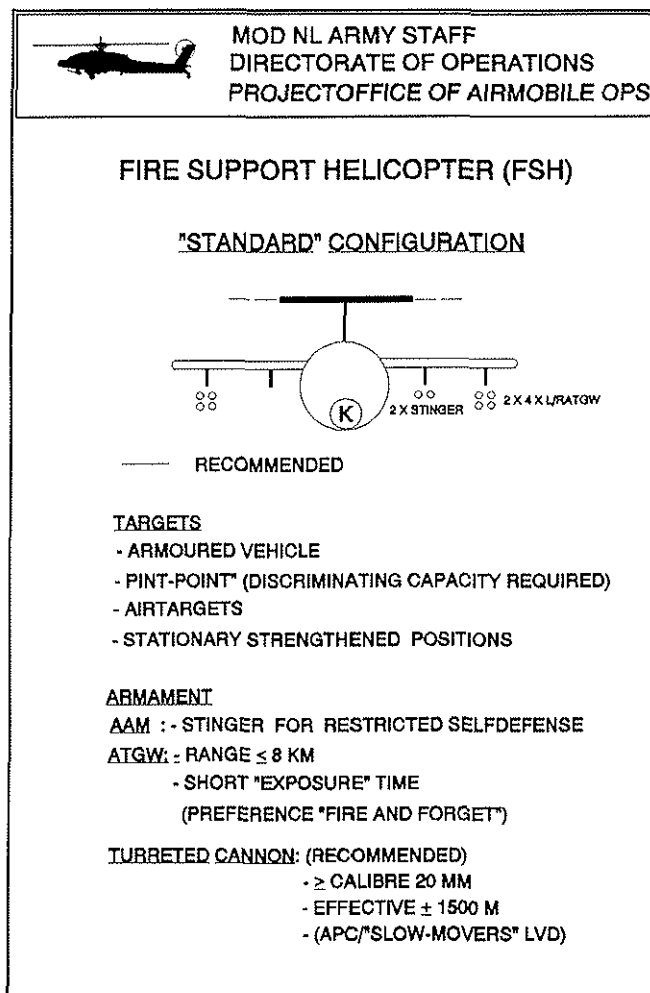 MOD NL ARMY STAFF
DIRECTORATE OF OPERATIONS
PROJECTOFFICE OF AIRMOBILE OPS
FIRE SUPPORT HELICOPTER (FSH)
"STANDARD" CONFIGURATION
K
2 X STINGER
2 X 4 X L/RATGW
RECOMMENDED
TARGETS
- ARMOURED VEHICLE
- PINT-POINT" (DISCRIMINATING CAPACITY REQUIRED)
- AIRTARGETS
- STATIONARY STRENGTHENED POSITIONS
ARMAMENT
AAM : - STINGER FOR RESTRICTED SELFDEFENSE
ATGW: - RANGE ≤ 8 KM
- SHORT "EXPOSURE" TIME
(PREFERENCE "FIRE AND FORGET")
TURRETED CANNON: (RECOMMENDED)
- ≥ CALIBRE 20 MM
- EFFECTIVE ± 1500 M
- (APC/"SLOW-MOVERS" LVD)